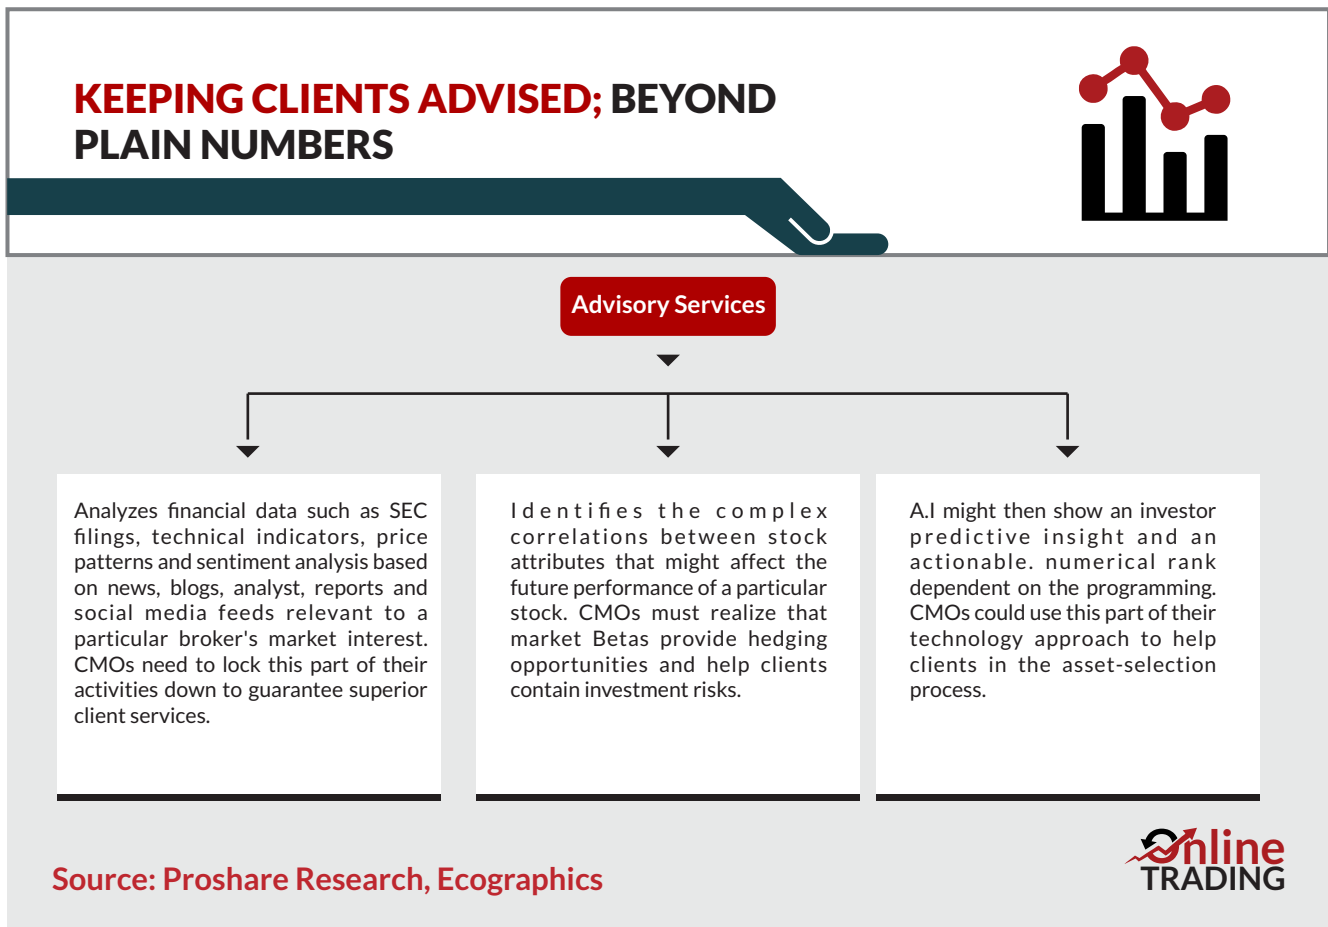 KEEPING CLIENTS ADVISED; BEYOND
PLAIN NUMBERS
Advisory Services
Analyzes financial data such as SEC
filings, technical indicators, price
patterns and sentiment analysis based
on news, blogs, analyst, reports and
social media feeds relevant to a
particular broker's market interest.
CMOs need to lock this part of their
activities down to guarantee superior
client services.
Identifies the complex
correlations between stock
attributes that might affect the
future performance of a particular
stock. CMOs must realize that
market Betas provide hedging
opportunities and help clients
contain investment risks.
A.I might then show an investor
predictive insight and an
actionable. numerical rank
dependent on the programming.
CMOs could use this part of their
technology approach to help
clients in the asset-selection
process.
Source: Proshare Research, Ecographics
Online
TRADING